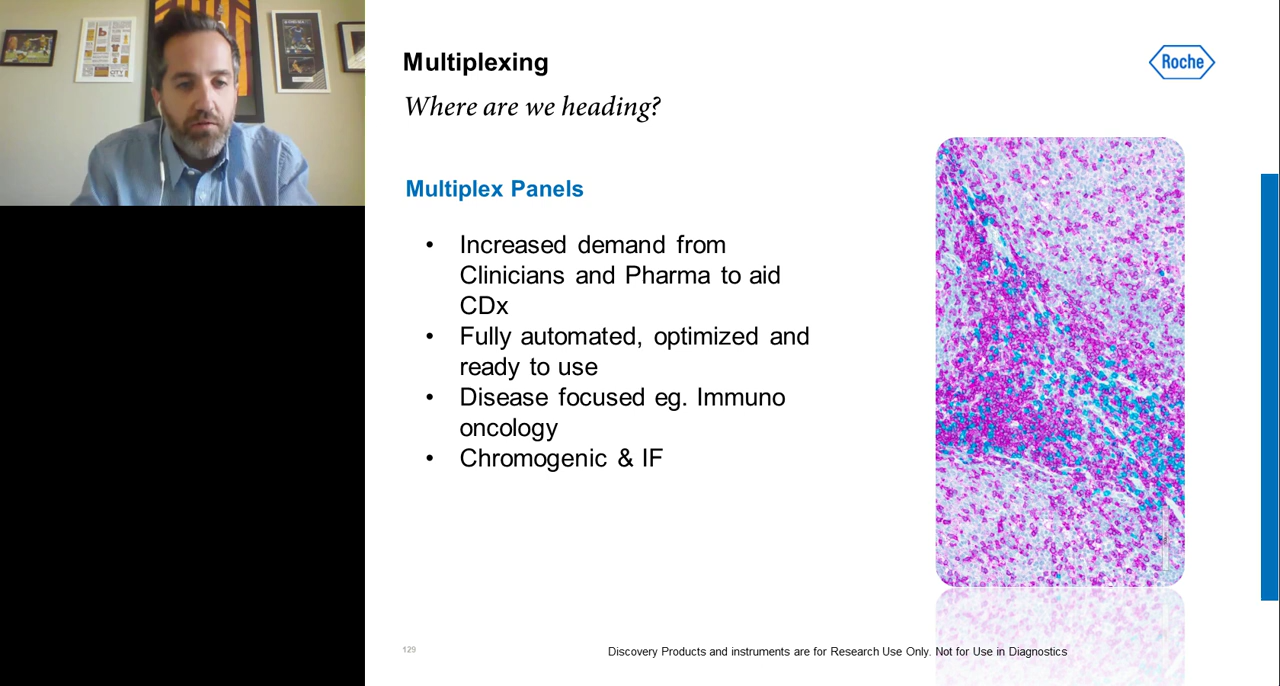 Multiplexing
Roche
Where are we heading?
Multiplex Panels
• Increased demand from
Clinicians and Pharma to aid
CDx
• Fully automated, optimized and
ready to use
• Disease focused eg. Immuno
oncology
• Chromogenic & IF
129
Discovery Products and instruments are for Research Use Only. Not for Use in Diagnostics